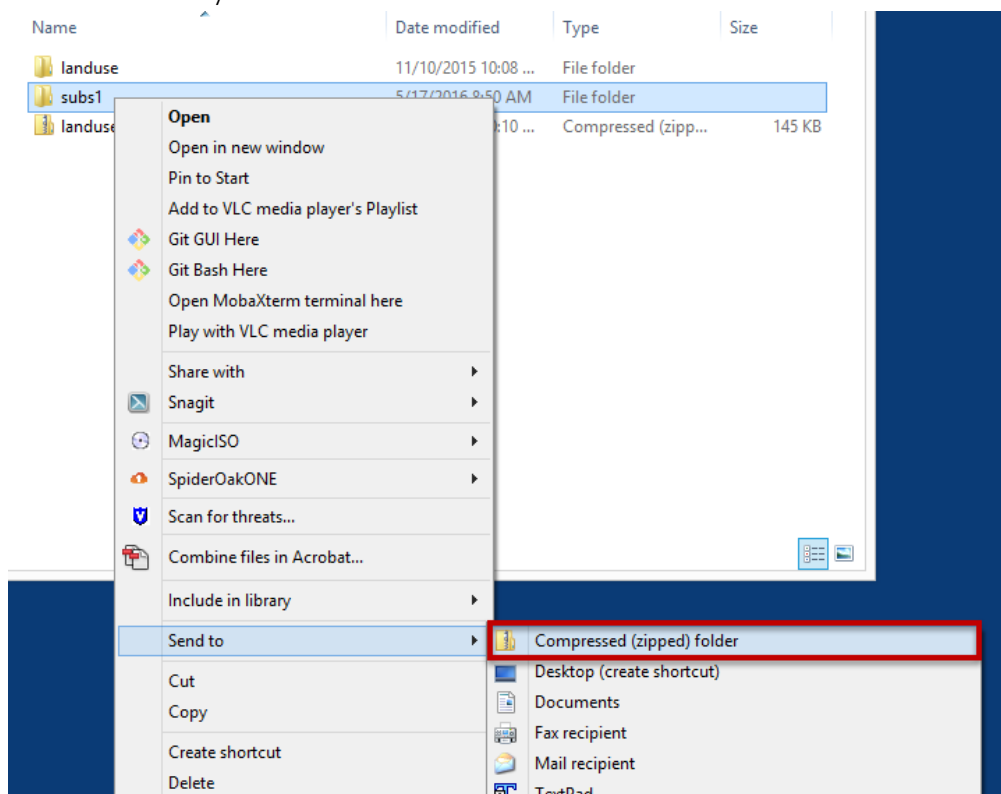 Name Date modified Type Size
landuse 11/10/2015 10:08 ... File folder
subs1 5/17/2016 8:50 AM File folder
landuse :10 ... Compressed (zipp... 145 KB
Open
Open in new window
Pin to Start
Add to VLC media player's Playlist
Git GUI Here
Git Bash Here
Open MobaXterm terminal here
Play with VLC media player
Share with
Snagit
MagicISO
SpiderOakONE
Scan for threats...
Combine files in Acrobat...
Include in library
Send to
Cut
Copy
Create shortcut
Delete
Compressed (zipped) folder
Desktop (create shortcut)
Documents
Fax recipient
Mail recipient
TextPad